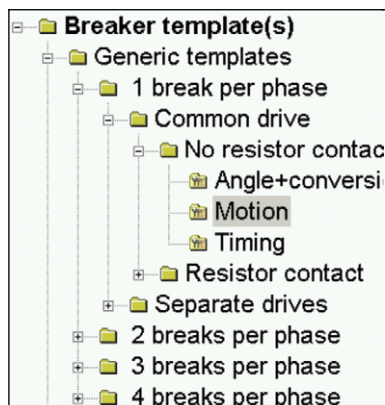 Breaker template(s)
Generic templates
1 break per phase
Common drive
No resistor contac
Angle+conversi
Motion
Timing
Resistor contact
Separate drives
2 breaks per phase
3 breaks per phase
4 breaks per phase